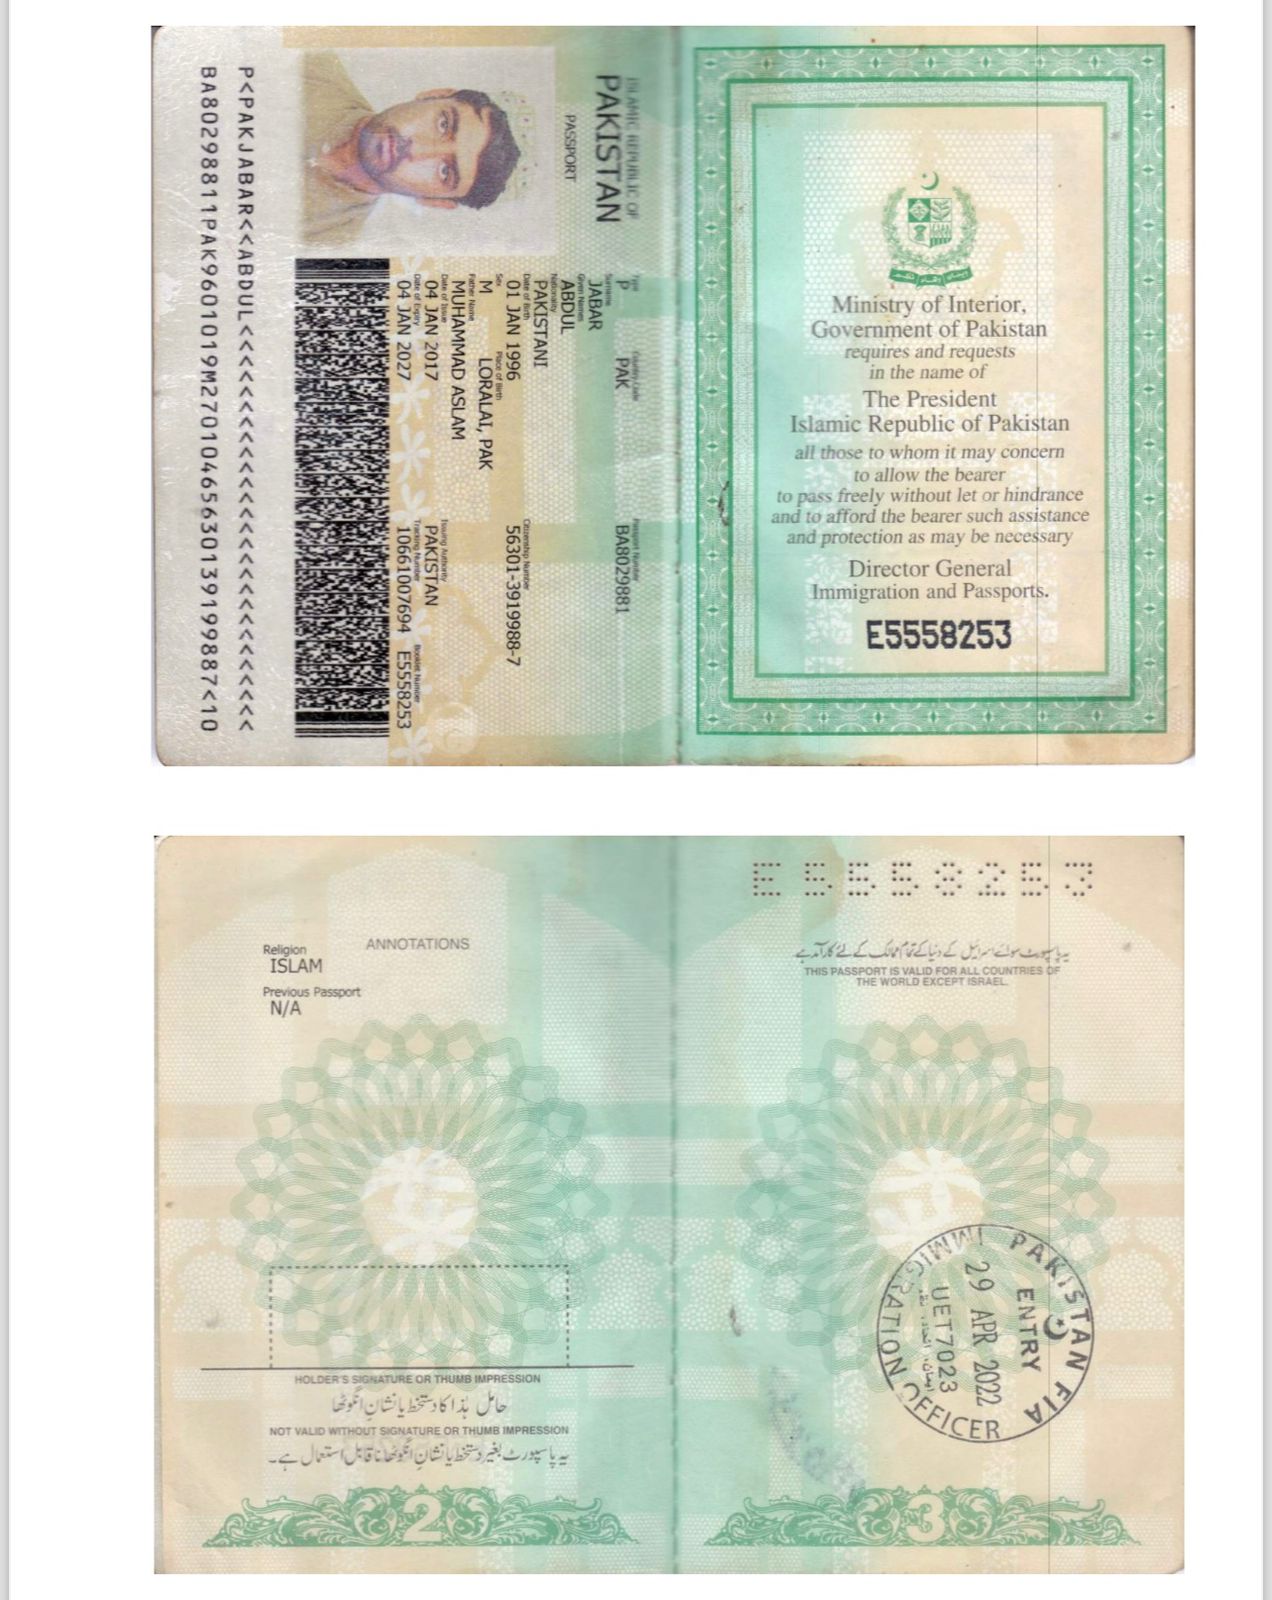 ISLAMIC REPUBLIC OF
PAKISTAN
PASSPORT
Type
P
Country Code
PAK
Passport Number
BA8029881
Surname
JABAR
Given Names
ABDUL
Nationality
PAKISTANI
Date of Birth
01 JAN 1996
Citizenship Number
56301-3919988-7
Sex
M
Place of Birth
LORALAI, PAK
Father Name
MUHAMMAD ASLAM
Date of Issue
04 JAN 2017
Issuing Authority
PAKISTAN
Date of Expiry
04 JAN 2027
Tracking Number
10661007694
Booklet Number
E5558253
P<PAKJABAR<<ABDUL<<<<<<<<<<<<<<<<<<<<<<<<<<<
BA80298811PAK9601019M27010465630139199887<10
Ministry of Interior,
Government of Pakistan
requires and requests
in the name of
The President
Islamic Republic of Pakistan
all those to whom it may concern
to allow the bearer
to pass freely without let or hindrance
and to afford the bearer such assistance
and protection as may be necessary
Director General
Immigration and Passports.
E5558253
ANNOTATIONS
Religion
ISLAM
Previous Passport
N/A
HOLDER'S SIGNATURE OR THUMB IMPRESSION
حامل ہٰذا کا دستخط یا نشانِ انگوٹھا
NOT VALID WITHOUT SIGNATURE OR THUMB IMPRESSION
یہ پاسپورٹ بغیر دستخط یا نشانِ انگوٹھا ناقابل استعمال ہے۔
2
E5558253
یہ پاسپورٹ سوائے اسرائیل کے دنیا کے تمام ممالک کے لئے کارآمد ہے
THIS PASSPORT IS VALID FOR ALL COUNTRIES OF
THE WORLD EXCEPT ISRAEL.
PAKISTAN FIA
ENTRY
29 APR 2022
UET7023
IMMIGRATION OFFICER
3